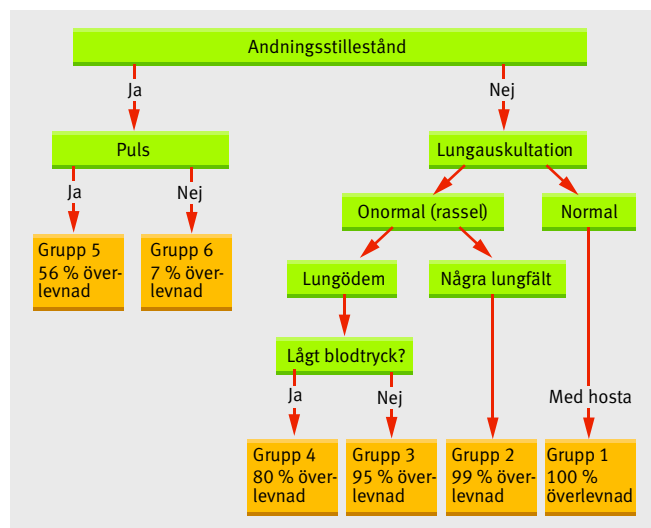 Andningsstillestånd
Ja
Nej
Puls
Lungauskultation
Ja
Nej
Onormal (rassel)
Normal
Grupp 5
56 % över-
levnad
Grupp 6
7 % över-
levnad
Lungödem
Några lungfält
Lågt blodtryck?
Ja
Nej
Med hosta
Grupp 4
80 % över-
levnad
Grupp 3
95 % över-
levnad
Grupp 2
99 % över-
levnad
Grupp 1
100 %
överlevnad